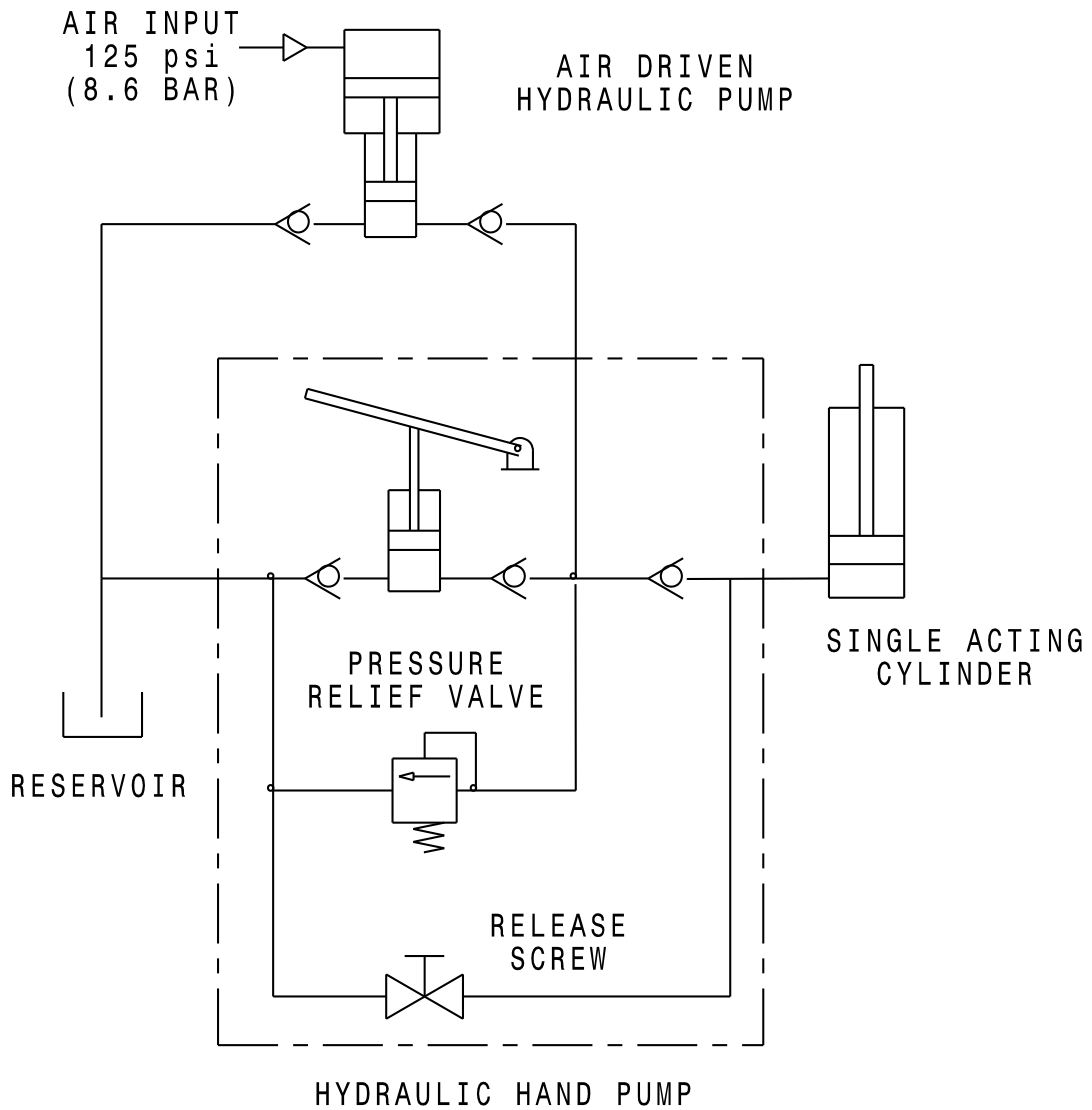 AIR INPUT
125 psi
(8.6 BAR)
AIR DRIVEN
HYDRAULIC PUMP
SINGLE ACTING
CYLINDER
PRESSURE
RELIEF VALVE
RESERVOIR
RELEASE
SCREW
HYDRAULIC HAND PUMP